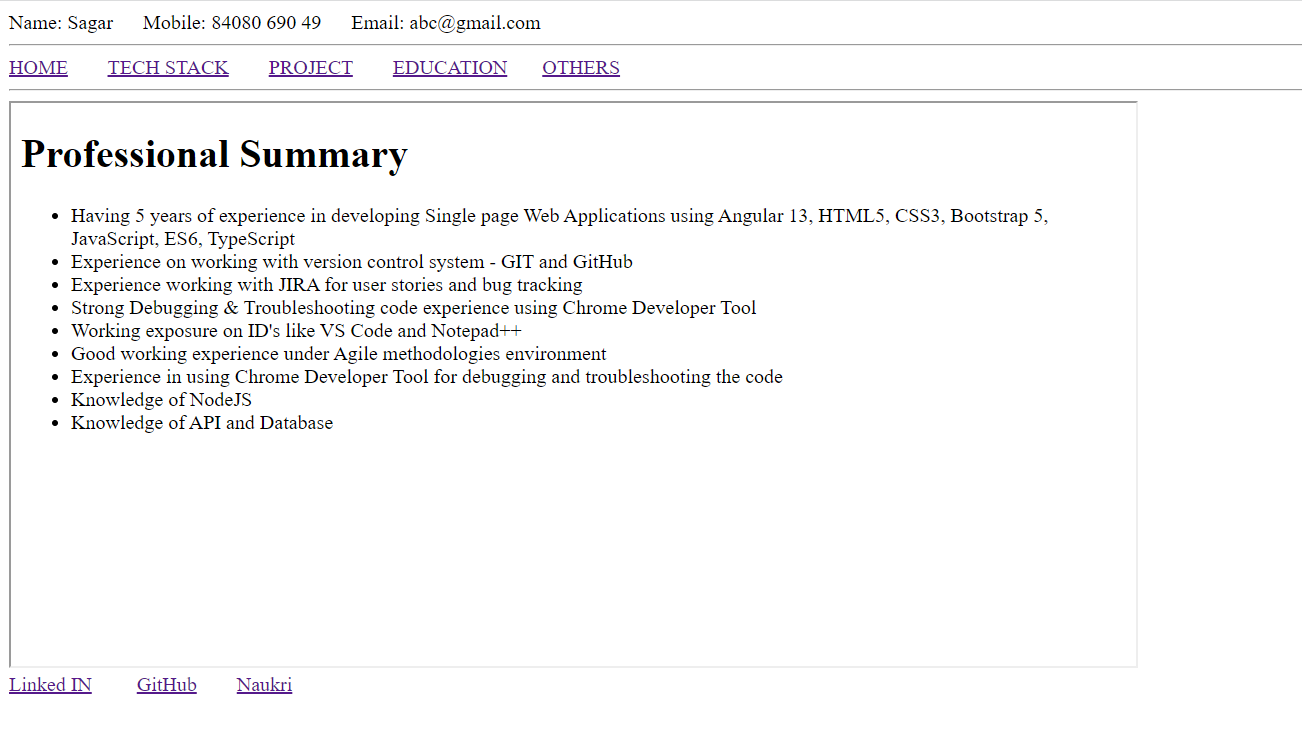 Name: Sagar Mobile: 84080 690 49 Email: abc@gmail.com
HOME TECH STACK PROJECT EDUCATION OTHERS
Professional Summary
• Having 5 years of experience in developing Single page Web Applications using Angular 13, HTML5, CSS3, Bootstrap 5,
JavaScript, ES6, TypeScript
• Experience on working with version control system - GIT and GitHub
• Experience working with JIRA for user stories and bug tracking
• Strong Debugging & Troubleshooting code experience using Chrome Developer Tool
• Working exposure on ID's like VS Code and Notepad++
• Good working experience under Agile methodologies environment
• Experience in using Chrome Developer Tool for debugging and troubleshooting the code
• Knowledge of NodeJS
• Knowledge of API and Database
Linked IN GitHub Naukri